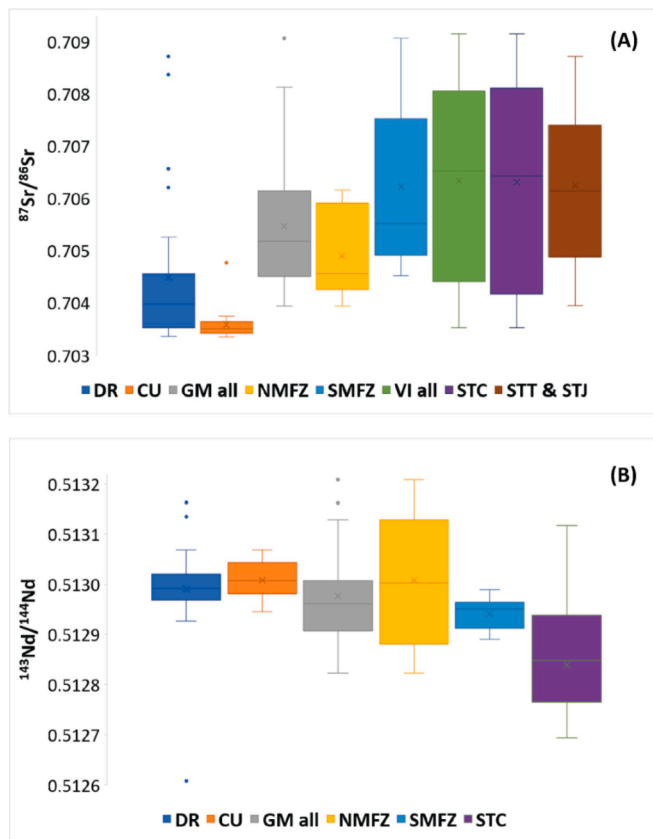 (A)
⁸⁷Sr/⁸⁶Sr
0.709
0.708
0.707
0.706
0.705
0.704
0.703
DR CU GM all NMFZ SMFZ VI all STC STT & STJ
(B)
¹⁴³Nd/¹⁴⁴Nd
0.5132
0.5131
0.5130
0.5129
0.5128
0.5127
0.5126
DR CU GM all NMFZ SMFZ STC